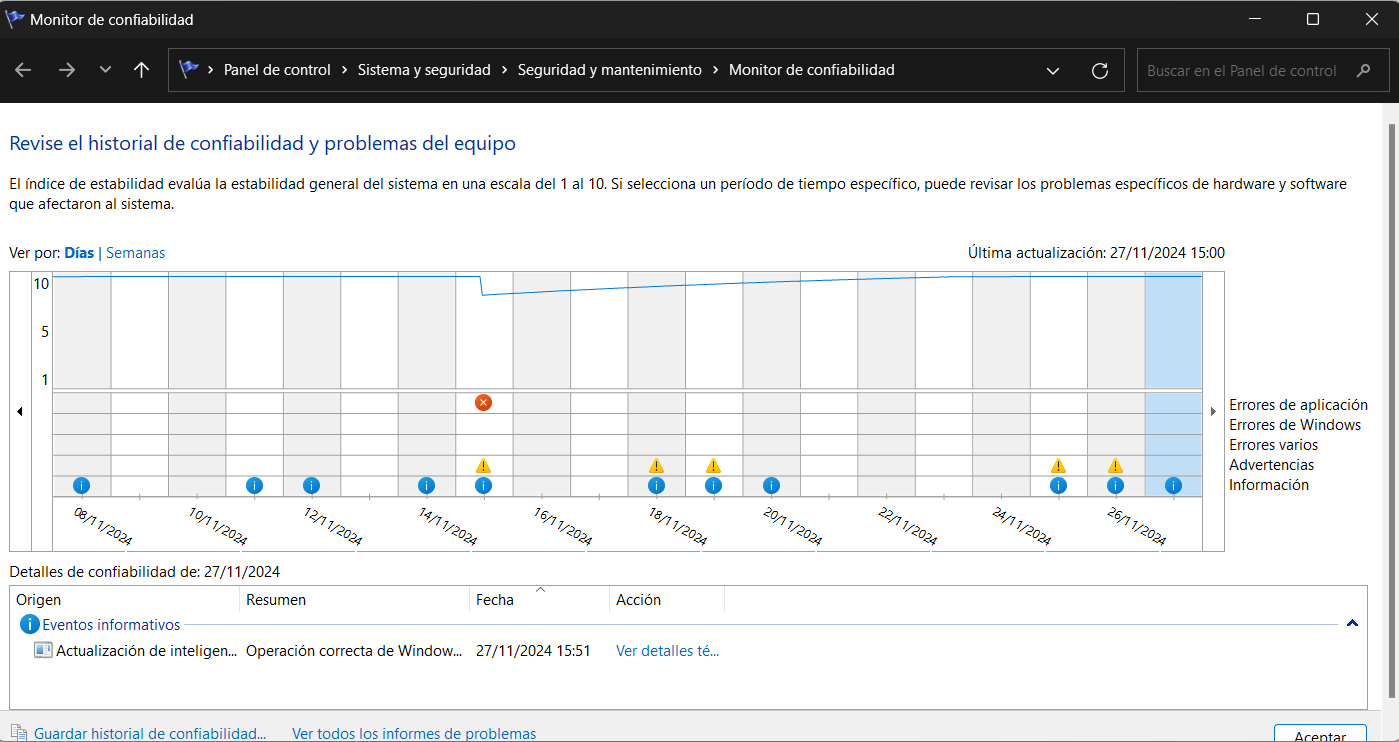 Monitor de confiabilidad
Panel de control > Sistema y seguridad > Seguridad y mantenimiento > Monitor de confiabilidad
Buscar en el Panel de control
Revise el historial de confiabilidad y problemas del equipo
El índice de estabilidad evalúa la estabilidad general del sistema en una escala del 1 al 10. Si selecciona un período de tiempo específico, puede revisar los problemas específicos de hardware y software
que afectaron al sistema.
Ver por: Días | Semanas
Última actualización: 27/11/2024 15:00
10
5
1
Errores de aplicación
Errores de Windows
Errores varios
Advertencias
Información
08/11/2024 10/11/2024 12/11/2024 14/11/2024 16/11/2024 18/11/2024 20/11/2024 22/11/2024 24/11/2024 26/11/2024
Detalles de confiabilidad de: 27/11/2024
Origen Resumen Fecha Acción
Eventos informativos
Actualización de inteligen... Operación correcta de Window... 27/11/2024 15:51 Ver detalles té...
Guardar historial de confiabilidad... Ver todos los informes de problemas
Aceptar